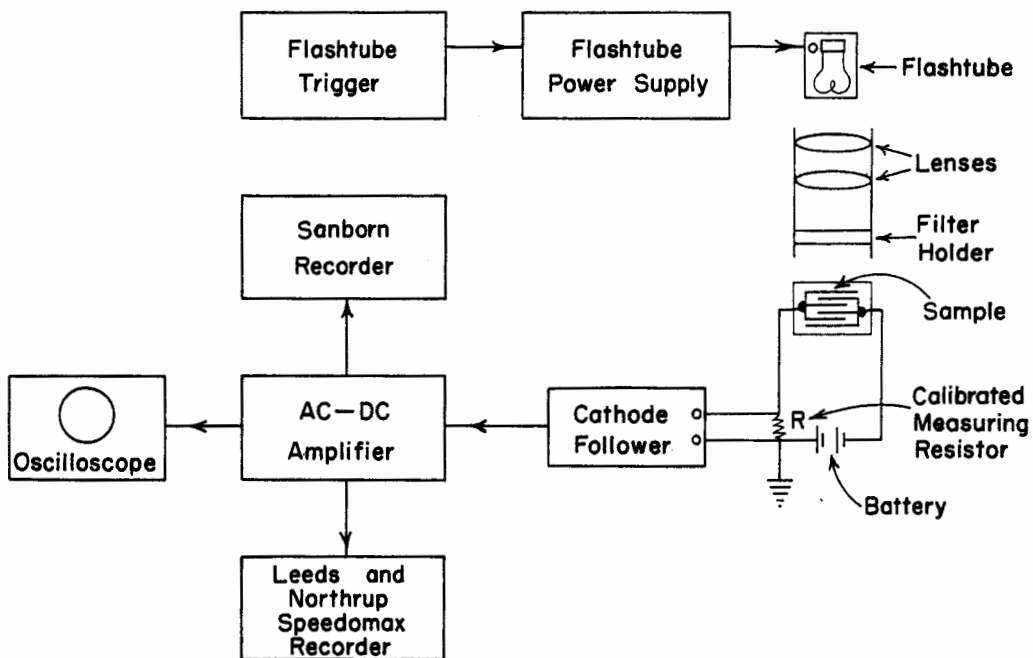 Flashtube
Trigger
Flashtube
Power Supply
Flashtube
Lenses
Filter
Holder
Sanborn
Recorder
Sample
Oscilloscope
AC-DC
Amplifier
Cathode
Follower
R
Calibrated
Measuring
Resistor
Battery
Leeds and
Northrup
Speedomax
Recorder